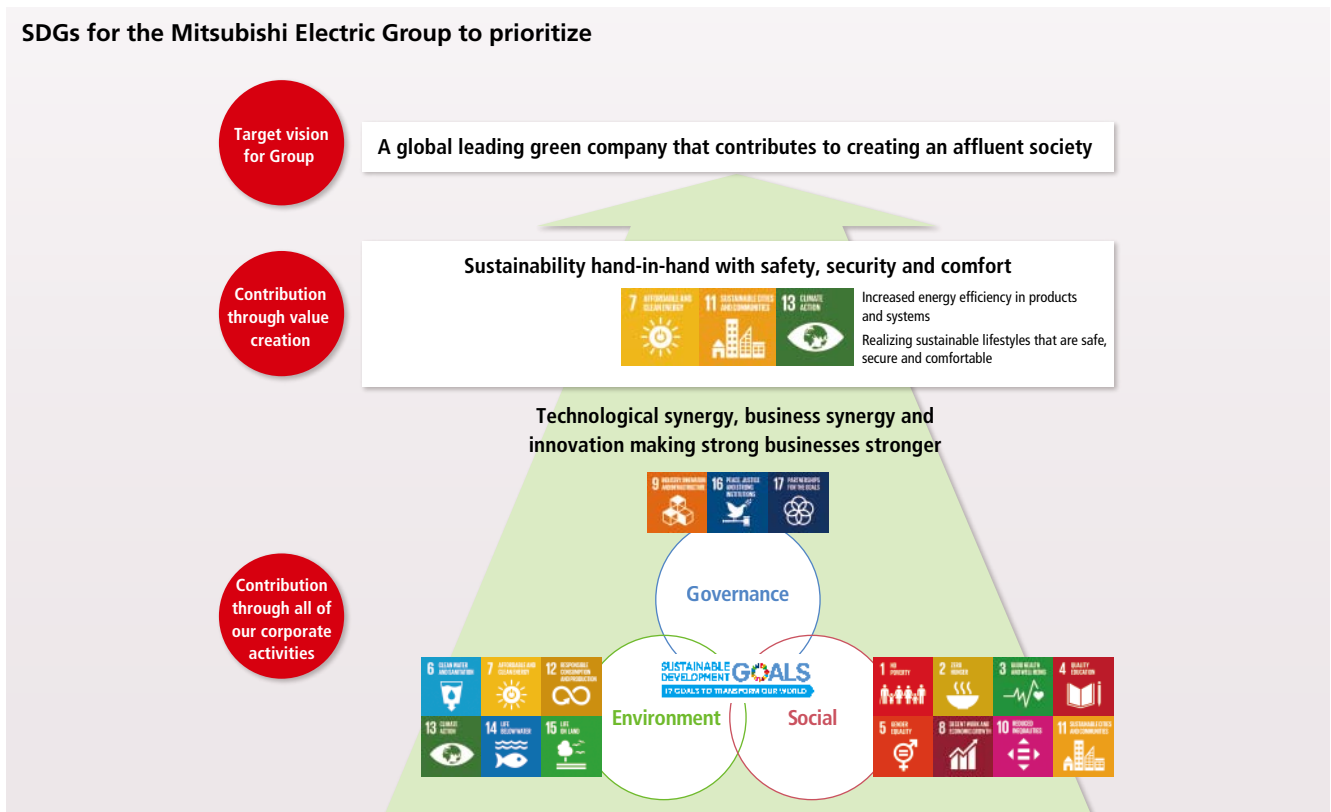 SDGs for the Mitsubishi Electric Group to prioritize
Target vision
for Group
A global leading green company that contributes to creating an affluent society
Contribution
through value
creation
Sustainability hand-in-hand with safety, security and comfort
7 AFFORDABLE AND
CLEAN ENERGY
11 SUSTAINABLE CITIES
AND COMMUNITIES
13 CLIMATE
ACTION
Increased energy efficiency in products
and systems
Realizing sustainable lifestyles that are safe,
secure and comfortable
Technological synergy, business synergy and
innovation making strong businesses stronger
9 INDUSTRY, INNOVATION
AND INFRASTRUCTURE
16 PEACE, JUSTICE
AND STRONG
INSTITUTIONS
17 PARTNERSHIPS
FOR THE GOALS
Contribution
through all of
our corporate
activities
Governance
6 CLEAN WATER
AND SANITATION
7 AFFORDABLE AND
CLEAN ENERGY
12 RESPONSIBLE
CONSUMPTION
AND PRODUCTION
13 CLIMATE
ACTION
14 LIFE
BELOW WATER
15 LIFE
ON LAND
SUSTAINABLE
DEVELOPMENT GOALS
17 GOALS TO TRANSFORM OUR WORLD
Environment
Social
1 NO
POVERTY
2 ZERO
HUNGER
3 GOOD HEALTH
AND WELL-BEING
4 QUALITY
EDUCATION
5 GENDER
EQUALITY
8 DECENT WORK AND
ECONOMIC GROWTH
10 REDUCED
INEQUALITIES
11 SUSTAINABLE CITIES
AND COMMUNITIES